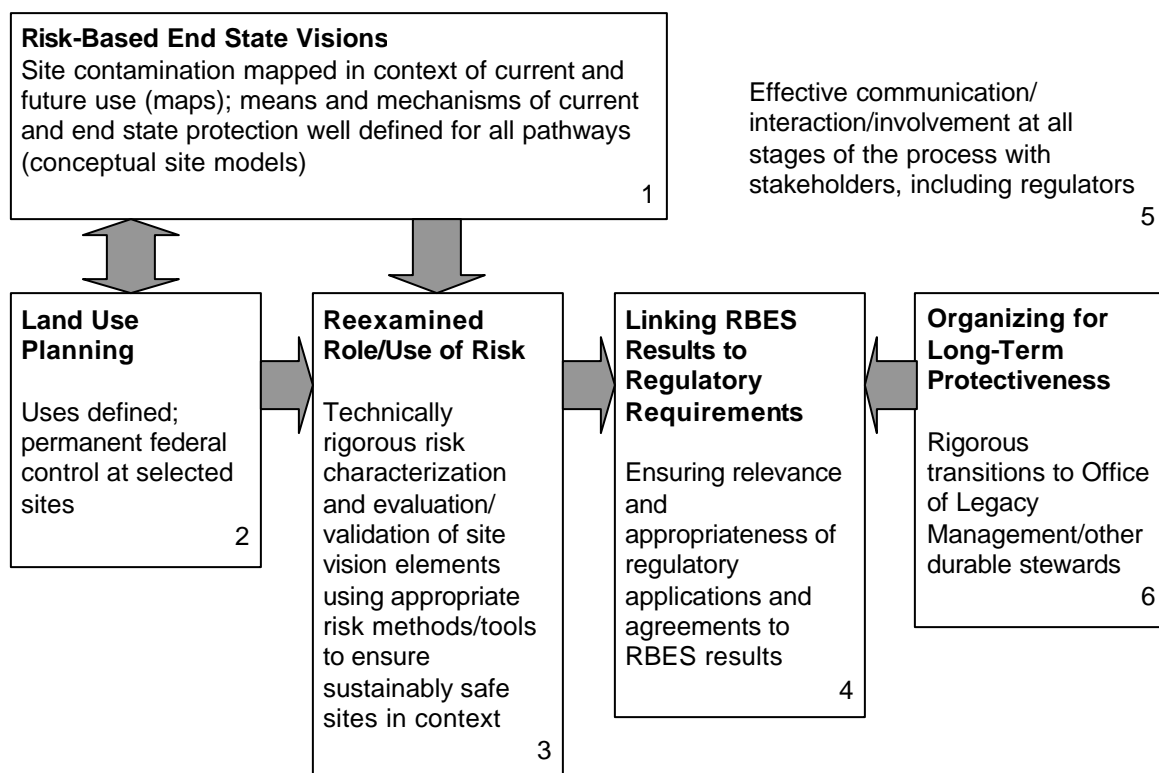 Risk-Based End State Visions
Site contamination mapped in context of current and
future use (maps); means and mechanisms of current
and end state protection well defined for all pathways
(conceptual site models)
1
Effective communication/
interaction/involvement at all
stages of the process with
stakeholders, including regulators
5
Land Use
Planning
Uses defined;
permanent federal
control at selected
sites
2
Reexamined
Role/Use of Risk
Technically
rigorous risk
characterization
and evaluation/
validation of site
vision elements
using appropriate
risk methods/tools
to ensure
sustainably safe
sites in context
3
Linking RBES
Results to
Regulatory
Requirements
Ensuring relevance
and
appropriateness of
regulatory
applications and
agreements to
RBES results
4
Organizing for
Long-Term
Protectiveness
Rigorous
transitions to Office
of Legacy
Management/other
durable stewards
6